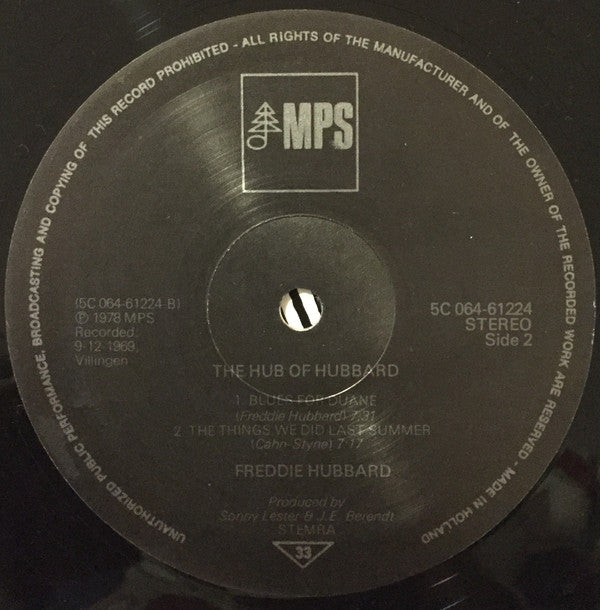 UNAUTHORIZED PUBLIC PERFORMANCE, BROADCASTING AND COPYING OF THIS RECORD PROHIBITED - ALL RIGHTS OF THE MANUFACTURER AND OF THE OWNER OF THE RECORDED WORK ARE RESERVED - MADE IN HOLLAND
MPS
(5C 064-61224 B)
Ⓟ 1978 MPS
Recorded:
9-12 1969,
Villingen
5C 064-61224
STEREO
Side 2
THE HUB OF HUBBARD
1. BLUES FOR DUANE
(Freddie Hubbard) 7:31
2. THE THINGS WE DID LAST SUMMER
(Cahn-Styne) 7:17
FREDDIE HUBBARD
Produced by
Sonny Lester & J.E. Berendt
STEMRA
33